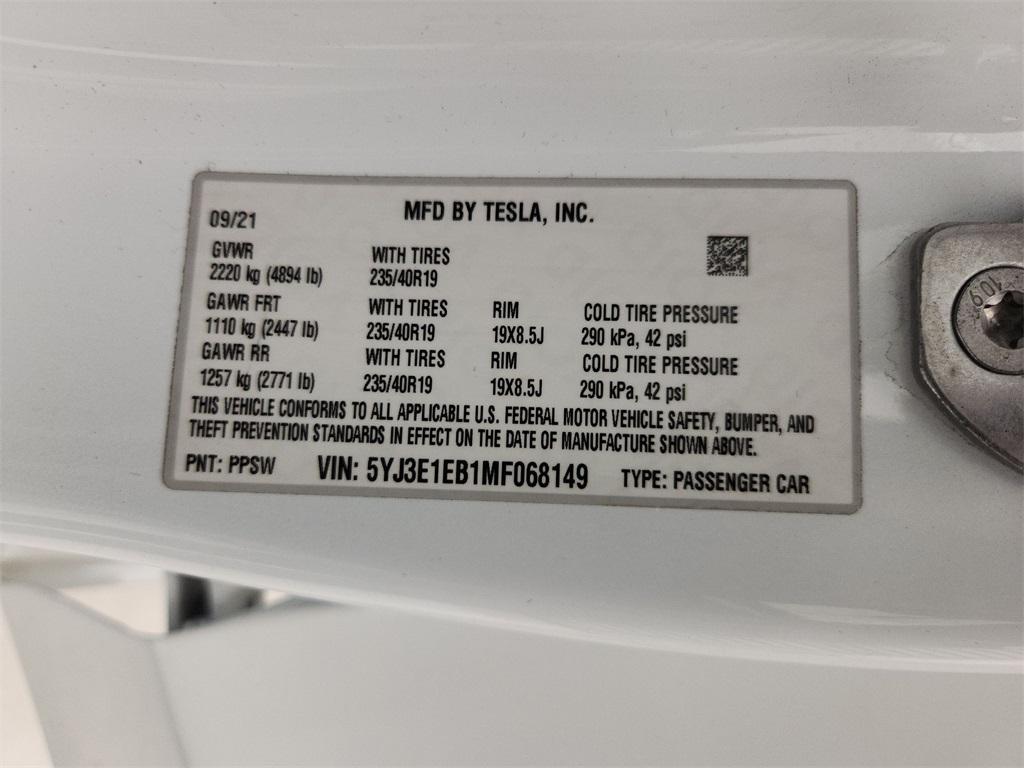 MFD BY TESLA, INC.
09/21
GVWR WITH TIRES
2220 kg (4894 lb) 235/40R19
GAWR FRT WITH TIRES RIM COLD TIRE PRESSURE
1110 kg (2447 lb) 235/40R19 19X8.5J 290 kPa, 42 psi
GAWR RR WITH TIRES RIM COLD TIRE PRESSURE
1257 kg (2771 lb) 235/40R19 19X8.5J 290 kPa, 42 psi
THIS VEHICLE CONFORMS TO ALL APPLICABLE U.S. FEDERAL MOTOR VEHICLE SAFETY, BUMPER, AND
THEFT PREVENTION STANDARDS IN EFFECT ON THE DATE OF MANUFACTURE SHOWN ABOVE.
PNT: PPSW VIN: 5YJ3E1EB1MF068149 TYPE: PASSENGER CAR